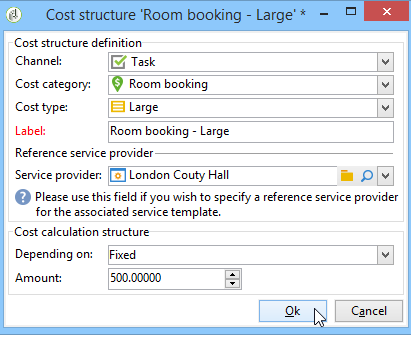 Cost structure 'Room booking - Large' *
Cost structure definition
Channel: Task
Cost category: Room booking
Cost type: Large
Label: Room booking - Large
Reference service provider
Service provider: London Couty Hall
Please use this field if you wish to specify a reference service provider
for the associated service template.
Cost calculation structure
Depending on: Fixed
Amount: 500.00000
Ok Cancel